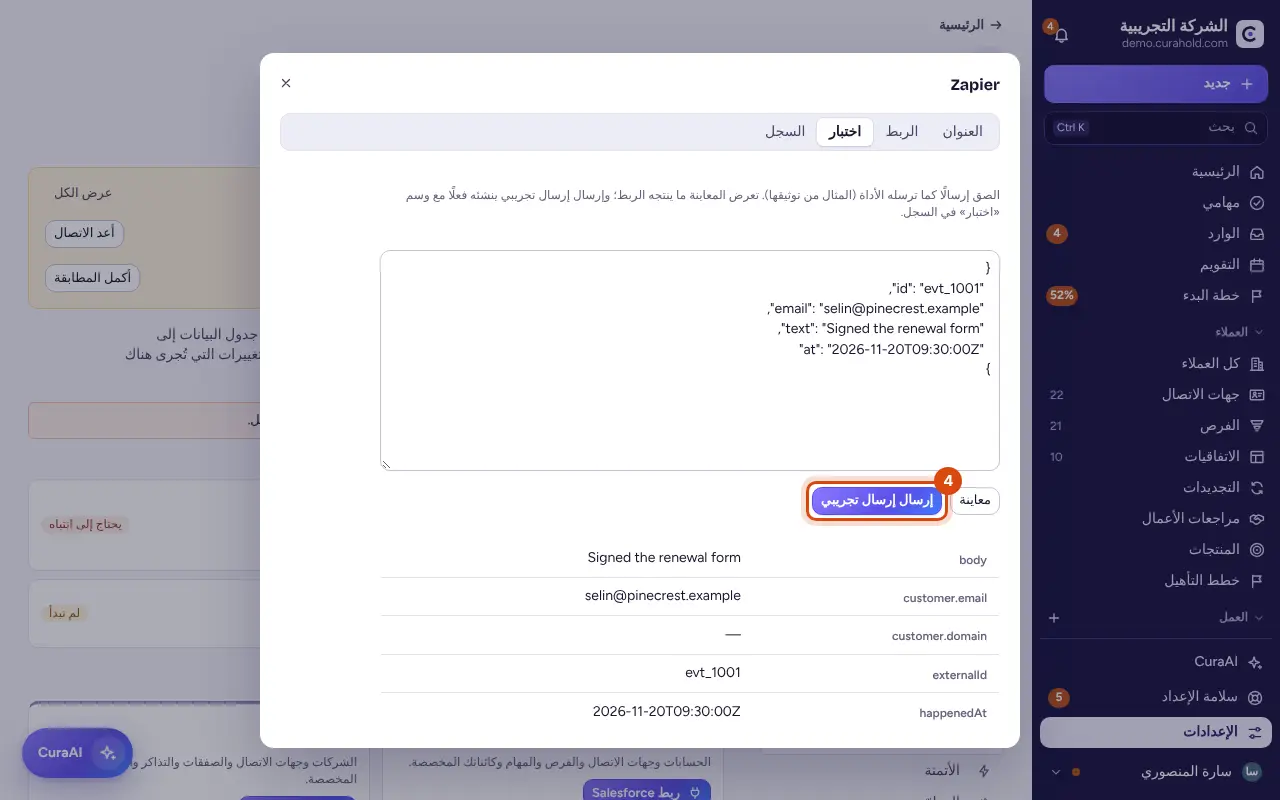 الشركة التجريبية
demo.curahold.com
4
جديد
بحث
Ctrl K
الرئيسية
مهامي
الوارد
4
التقويم
خطة البدء
52%
العملاء
كل العملاء
جهات الاتصال
22
الفرص
21
الاتفاقيات
10
التجديدات
مراجعات الأعمال
المنتجات
خطط التأهيل
العمل
CuraAI
سلامة الإعداد
5
الإعدادات
سارة المنصوري
سا
الرئيسية
Zapier
العنوان
الربط
اختبار
السجل
الصق إرسالًا كما ترسله الأداة (المثال من توثيقها). تعرض المعاينة ما ينتجه الربط؛ وإرسال إرسال تجريبي ينشئه فعلًا مع وسم
«اختبار» في السجل.
{
"id": "evt_1001",
"email": "selin@pinecrest.example",
"text": "Signed the renewal form",
"at": "2026-11-20T09:30:00Z"
}
معاينة
إرسال إرسال تجريبي
4
body
Signed the renewal form
customer.email
selin@pinecrest.example
customer.domain
—
externalId
evt_1001
happenedAt
2026-11-20T09:30:00Z
عرض الكل
أعد الاتصال
أكمل المطابقة
جدول البيانات إلى
التي تُجرى هناك
يحتاج إلى انتباه
لم تبدأ
الشركات وجهات الاتصال والصفقات والتذاكر
المخصصة.
الحسابات وجهات الاتصال والفرص والمهام وكائناتك المخصصة.
ربط Salesforce
الأتمتة
CuraAI